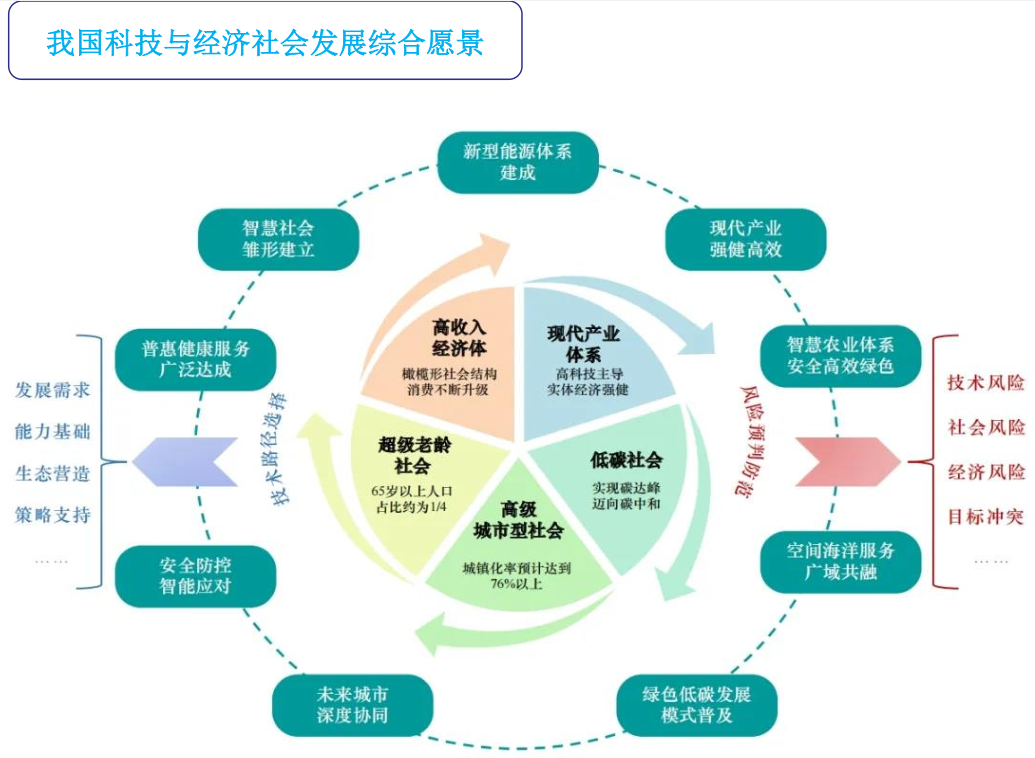 我国科技与经济社会发展综合愿景
新型能源体系
建成
智慧社会
雏形建立
现代产业
强健高效
普惠健康服务
广泛达成
智慧农业体系
安全高效绿色
高收入
经济体
橄榄形社会结构
消费不断升级
现代产业
体系
高科技主导
实体经济强健
发展需求
能力基础
生态营造
策略支持
……
技术路径选择
超级老龄
社会
65岁以上人口
占比约为1/4
低碳社会
实现碳达峰
迈向碳中和
高级
城市型社会
城镇化率预计达到
76%以上
风险预判防范
技术风险
社会风险
经济风险
目标冲突
……
安全防控
智能应对
空间海洋服务
广域共融
未来城市
深度协同
绿色低碳发展
模式普及